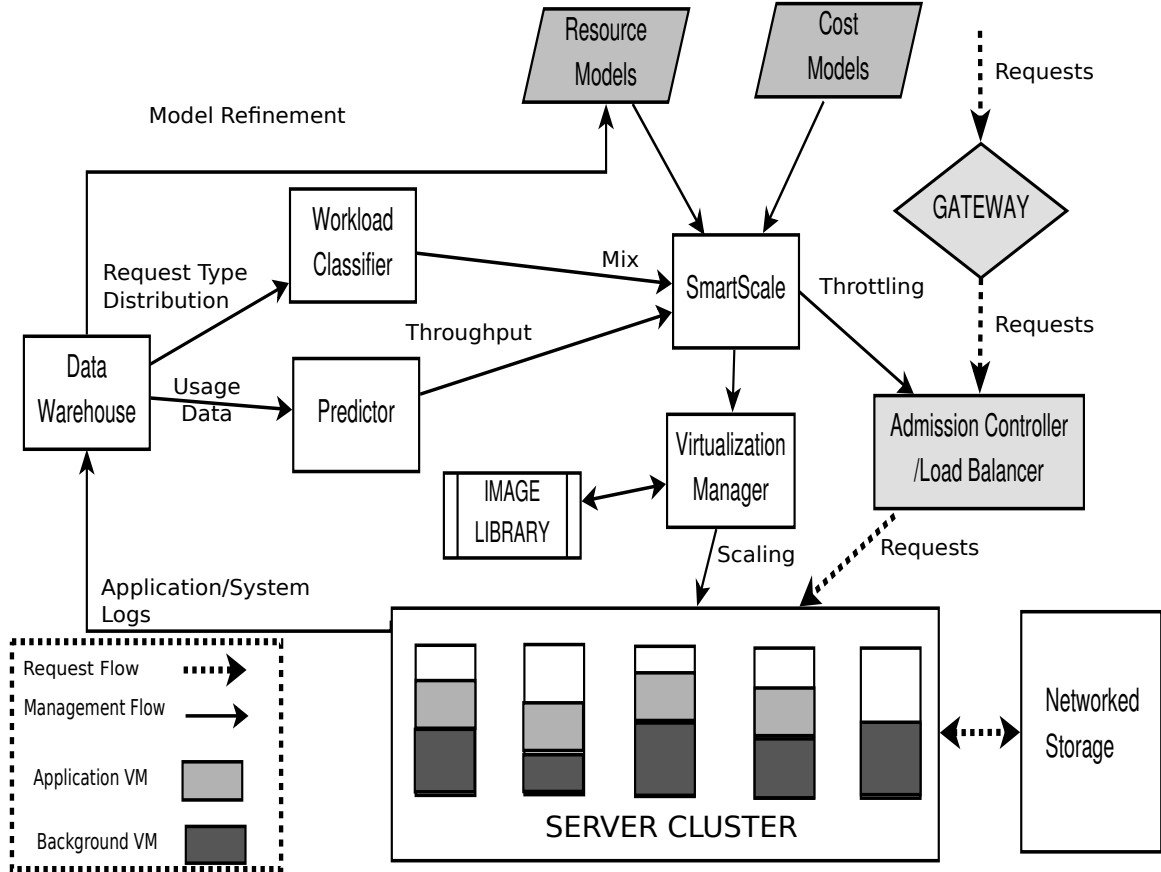 Resource
Models
Cost
Models
Requests
Model Refinement
GATEWAY
Workload
Classifier
Mix
SmartScale
Throttling
Request Type
Distribution
Requests
Throughput
Data
Warehouse
Usage
Data
Predictor
Virtualization
Manager
Admission Controller
/Load Balancer
IMAGE
LIBRARY
Scaling
Requests
Application/System
Logs
Request Flow
Management Flow
Application VM
Background VM
SERVER CLUSTER
Networked
Storage